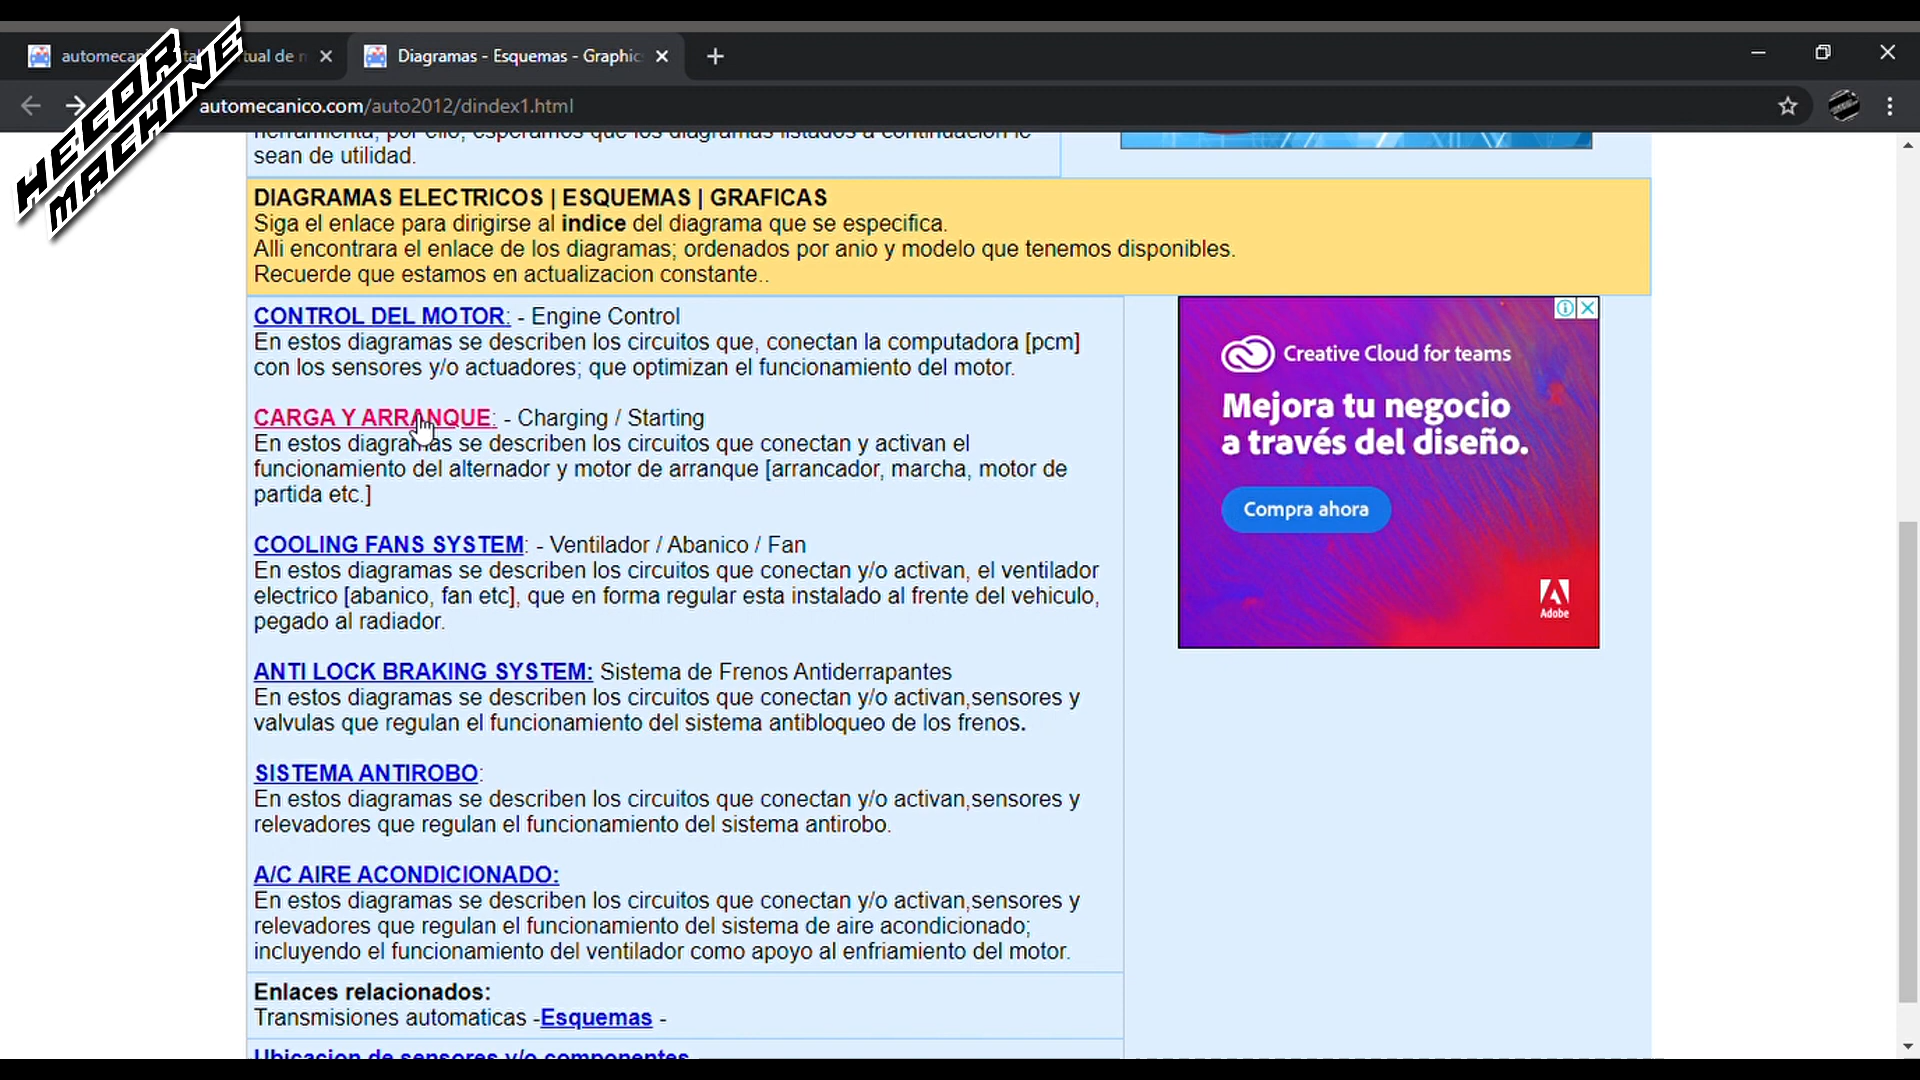 HECOR
MACHINE
Diagramas - Esquemas - Graphic
automecanico.com/auto2012/dindex1.html
sean de utilidad.
DIAGRAMAS ELECTRICOS | ESQUEMAS | GRAFICAS
Siga el enlace para dirigirse al indice del diagrama que se especifica.
Alli encontrara el enlace de los diagramas; ordenados por anio y modelo que tenemos disponibles.
Recuerde que estamos en actualizacion constante..
CONTROL DEL MOTOR: - Engine Control
En estos diagramas se describen los circuitos que, conectan la computadora [pcm]
con los sensores y/o actuadores; que optimizan el funcionamiento del motor.
CARGA Y ARRANQUE: - Charging / Starting
En estos diagramas se describen los circuitos que conectan y activan el
funcionamiento del alternador y motor de arranque [arrancador, marcha, motor de
partida etc.]
COOLING FANS SYSTEM: - Ventilador / Abanico / Fan
En estos diagramas se describen los circuitos que conectan y/o activan, el ventilador
electrico [abanico, fan etc], que en forma regular esta instalado al frente del vehiculo,
pegado al radiador.
ANTI LOCK BRAKING SYSTEM: Sistema de Frenos Antiderrapantes
En estos diagramas se describen los circuitos que conectan y/o activan,sensores y
valvulas que regulan el funcionamiento del sistema antibloqueo de los frenos.
SISTEMA ANTIROBO:
En estos diagramas se describen los circuitos que conectan y/o activan,sensores y
relevadores que regulan el funcionamiento del sistema antirobo.
A/C AIRE ACONDICIONADO:
En estos diagramas se describen los circuitos que conectan y/o activan,sensores y
relevadores que regulan el funcionamiento del sistema de aire acondicionado;
incluyendo el funcionamiento del ventilador como apoyo al enfriamiento del motor.
Enlaces relacionados:
Transmisiones automaticas -Esquemas -
Ubicacion de sensores y/o componentes
Creative Cloud for teams
Mejora tu negocio
a través del diseño.
Compra ahora
Adobe